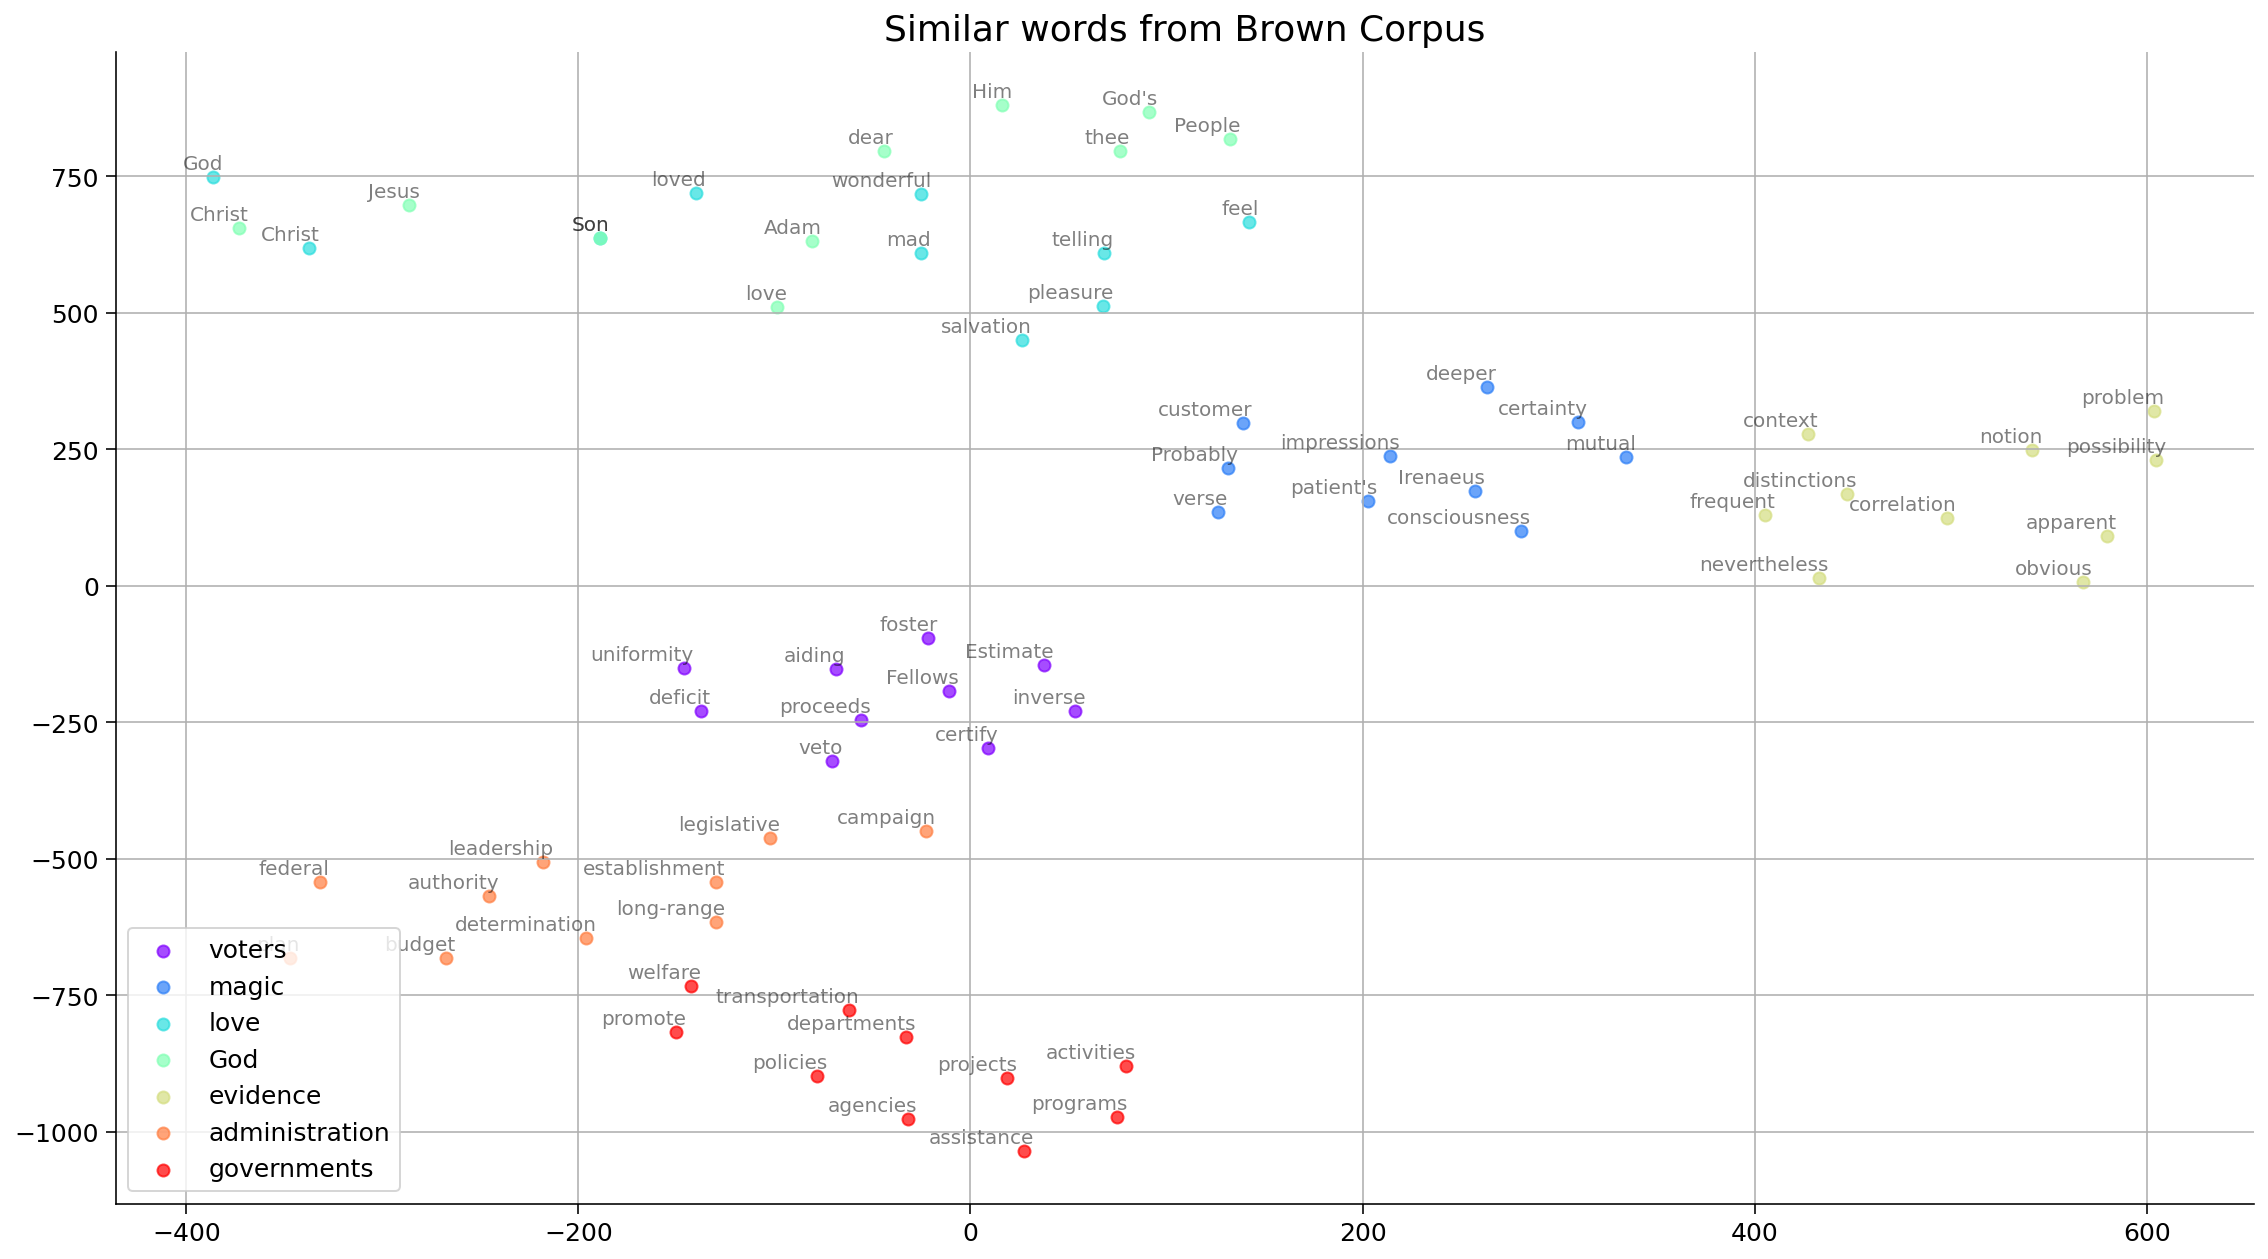 Similar words from Brown Corpus
Him
God's
People
dear
thee
God
loved
wonderful
Jesus
feel
Christ
Son
Adam
Christ
mad
telling
love
pleasure
salvation
deeper
problem
customer
certainty
context
notion
impressions
mutual
possibility
Probably
Irenaeus
distinctions
patient's
verse
frequent
correlation
consciousness
apparent
nevertheless
obvious
foster
uniformity
aiding
Estimate
Fellows
deficit
proceeds
inverse
certify
veto
legislative
campaign
leadership
federal
authority
establishment
long-range
determination
plan
budget
welfare
transportation
promote
departments
policies
projects
activities
agencies
programs
assistance
voters
magic
love
God
evidence
administration
governments
750
500
250
0
−250
−500
−750
−1000
−400
−200
0
200
400
600